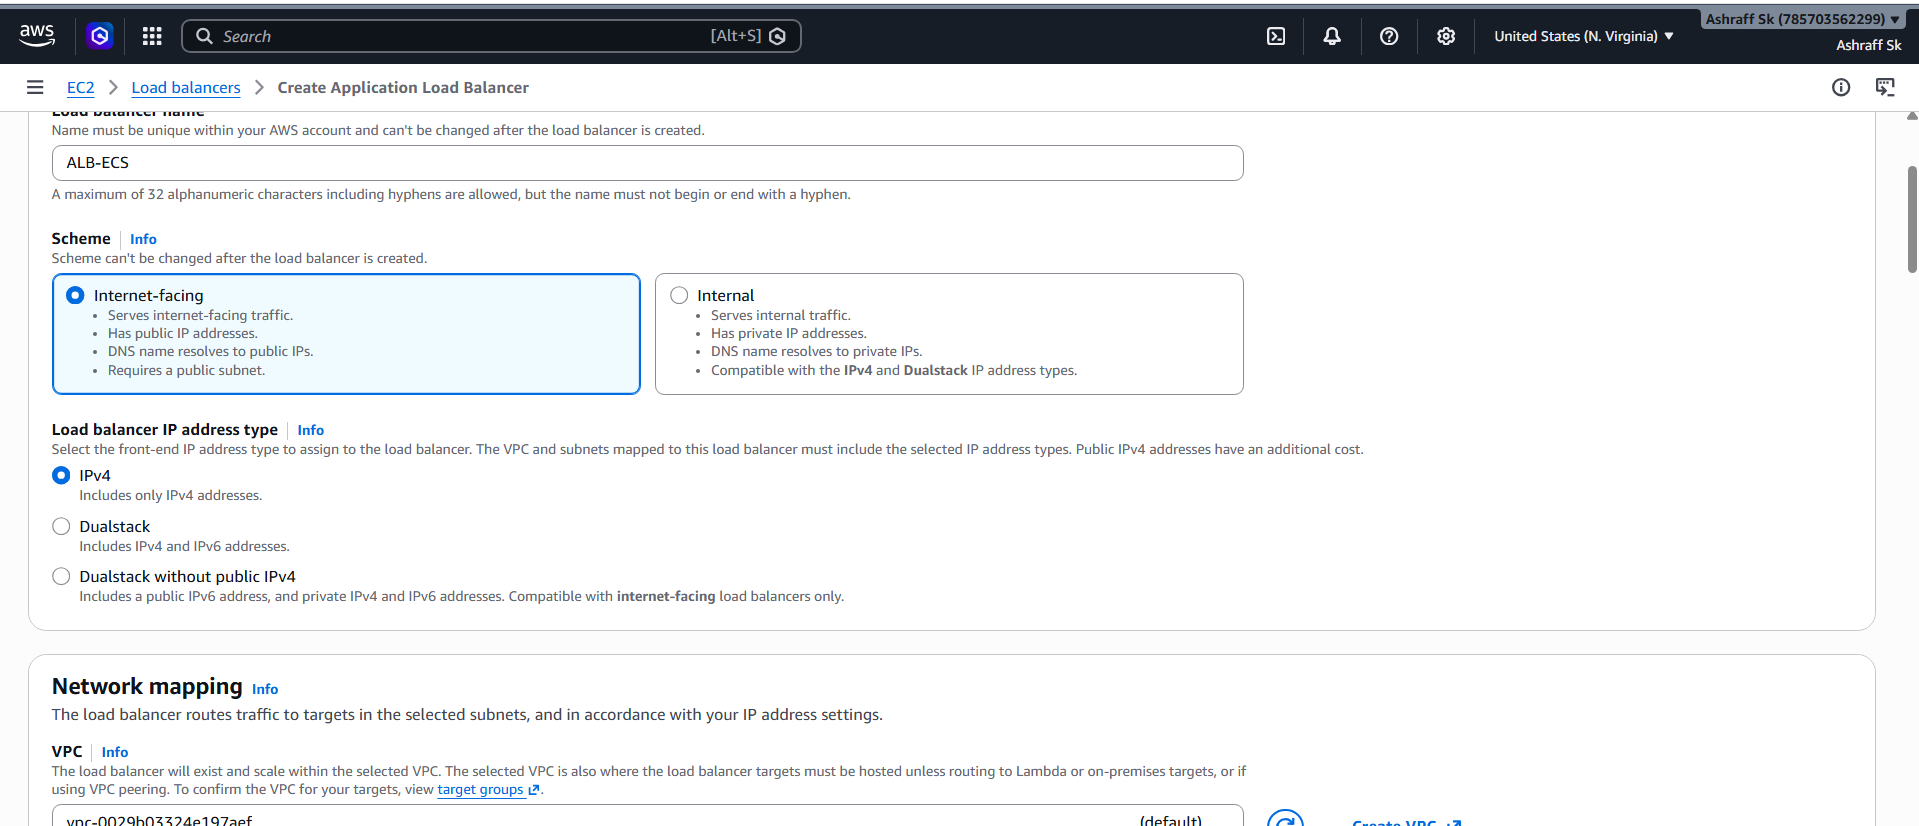 aws
Search
[Alt+S]
United States (N. Virginia)
Ashraff Sk (785703562299)
Ashraff Sk
EC2
Load balancers
Create Application Load Balancer
Load balancer name
Name must be unique within your AWS account and can't be changed after the load balancer is created.
ALB-ECS
A maximum of 32 alphanumeric characters including hyphens are allowed, but the name must not begin or end with a hyphen.
Scheme Info
Scheme can't be changed after the load balancer is created.
Internet-facing
• Serves internet-facing traffic.
• Has public IP addresses.
• DNS name resolves to public IPs.
• Requires a public subnet.
Internal
• Serves internal traffic.
• Has private IP addresses.
• DNS name resolves to private IPs.
• Compatible with the IPv4 and Dualstack IP address types.
Load balancer IP address type Info
Select the front-end IP address type to assign to the load balancer. The VPC and subnets mapped to this load balancer must include the selected IP address types. Public IPv4 addresses have an additional cost.
IPv4
Includes only IPv4 addresses.
Dualstack
Includes IPv4 and IPv6 addresses.
Dualstack without public IPv4
Includes a public IPv6 address, and private IPv4 and IPv6 addresses. Compatible with internet-facing load balancers only.
Network mapping Info
The load balancer routes traffic to targets in the selected subnets, and in accordance with your IP address settings.
VPC Info
The load balancer will exist and scale within the selected VPC. The selected VPC is also where the load balancer targets must be hosted unless routing to Lambda or on-premises targets, or if
using VPC peering. To confirm the VPC for your targets, view target groups.
vpc-0029b03324e197aef
(default)
Create VPC